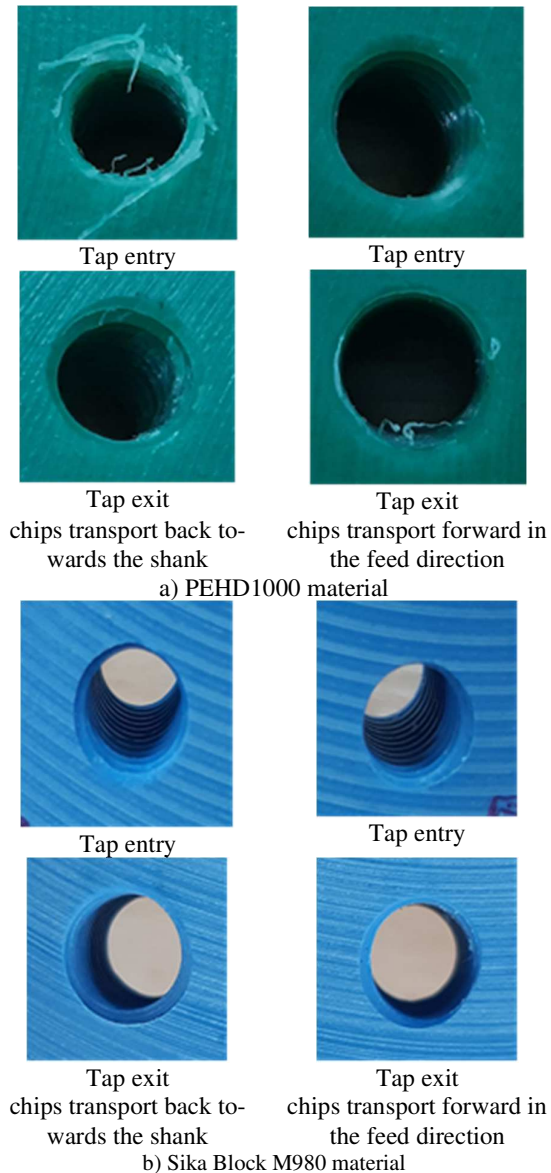 Tap entry
Tap entry
Tap exit
chips transport back to-
wards the shank
Tap exit
chips transport forward in
the feed direction
a) PEHD1000 material
Tap entry
Tap entry
Tap exit
chips transport back to-
wards the shank
Tap exit
chips transport forward in
the feed direction
b) Sika Block M980 material